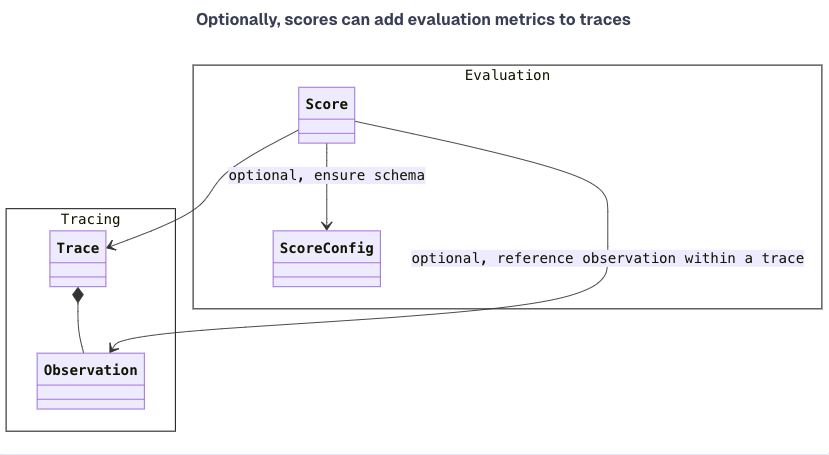 Optionally, scores can add evaluation metrics to traces
Evaluation
Score
optional, ensure schema
Tracing
Trace
ScoreConfig
optional, reference observation within a trace
Observation